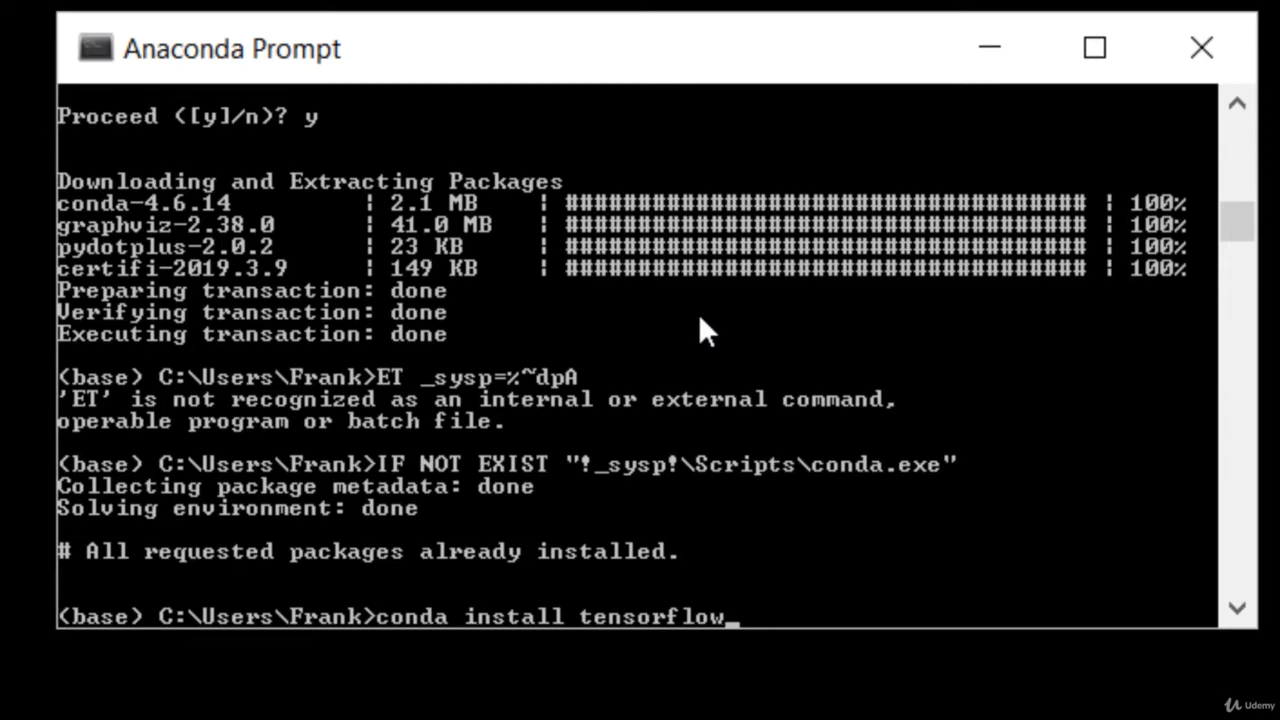 Anaconda Prompt
Proceed ([y]/n)? y
Downloading and Extracting Packages
conda-4.6.14 | 2.1 MB | #################################### | 100%
graphviz-2.38.0 | 41.0 MB | #################################### | 100%
pydotplus-2.0.2 | 23 KB | #################################### | 100%
certifi-2019.3.9 | 149 KB | #################################### | 100%
Preparing transaction: done
Verifying transaction: done
Executing transaction: done
(base) C:\Users\Frank>ET _sysp=%~dpA
'ET' is not recognized as an internal or external command,
operable program or batch file.
(base) C:\Users\Frank>IF NOT EXIST "!_sysp!\Scripts\conda.exe"
Collecting package metadata: done
Solving environment: done
# All requested packages already installed.
(base) C:\Users\Frank>conda install tensorflow_
Udemy